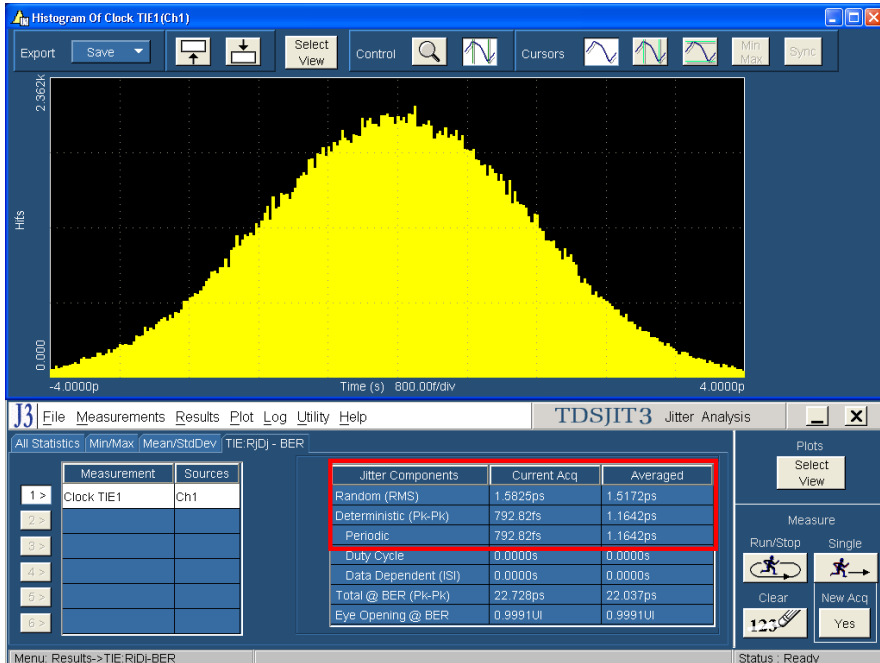 Histogram Of Clock TIE1(Ch1)
Export Save Select View Control Cursors Min Max Sync
2.362k
Hits
0.000
-4.0000p Time (s) 800.00f/div 4.0000p
J3 File Measurements Results Plot Log Utility Help TDSJIT3 Jitter Analysis
All Statistics Min/Max Mean/StdDev TIE:RjDj - BER
Measurement Sources
1 > Clock TIE1 Ch1
2 >
3 >
4 >
5 >
6 >
Jitter Components Current Acq Averaged
Random (RMS) 1.5825ps 1.5172ps
Deterministic (Pk-Pk) 792.82fs 1.1642ps
Periodic 792.82fs 1.1642ps
Duty Cycle 0.0000s 0.0000s
Data Dependent (ISI) 0.0000s 0.0000s
Total @ BER (Pk-Pk) 22.728ps 22.037ps
Eye Opening @ BER 0.9991UI 0.9991UI
Plots
Select View
Measure
Run/Stop Single
Clear New Acq
123 Yes
Menu: Results->TIE:RjDj-BER Status : Ready